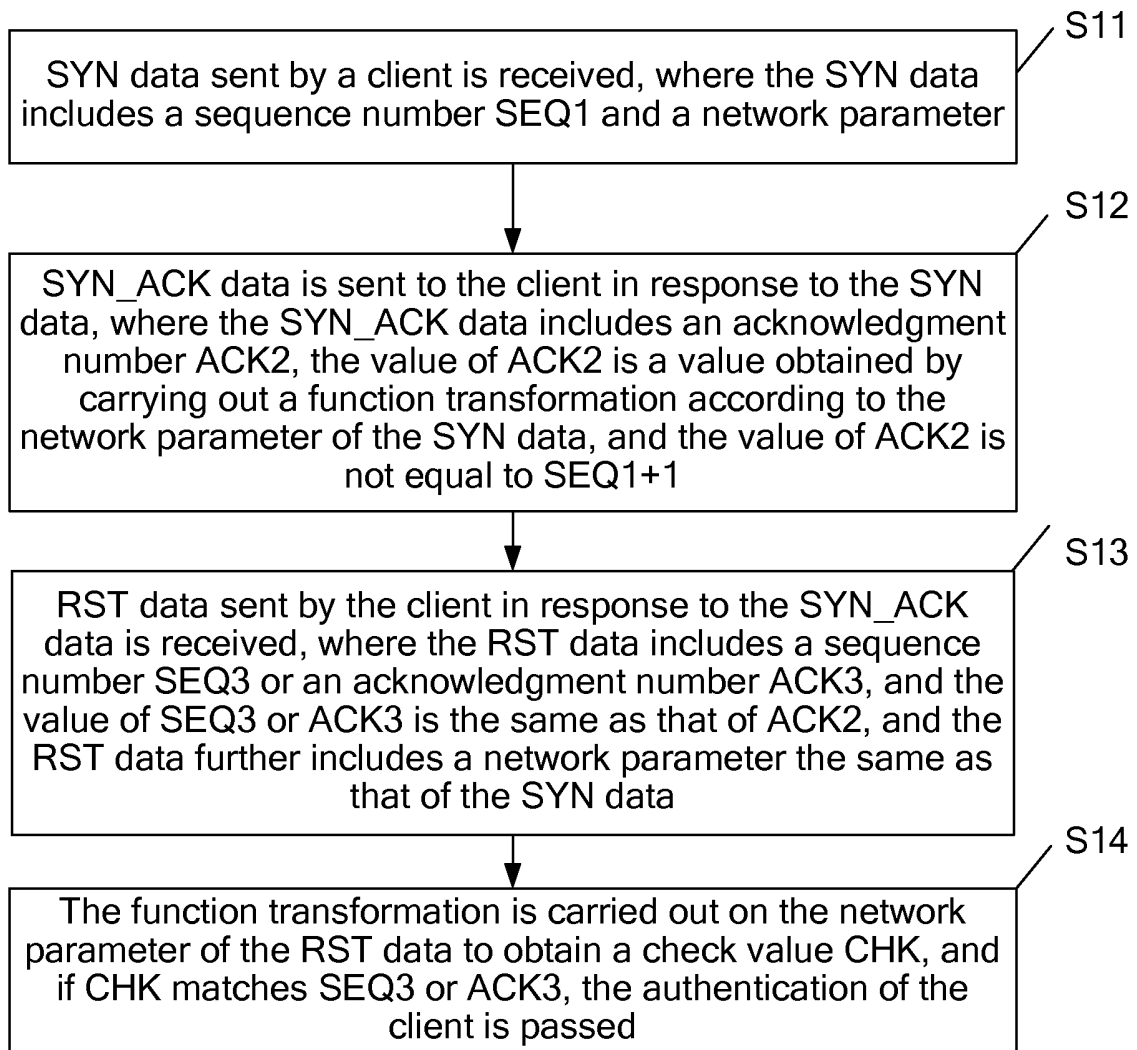 S11
SYN data sent by a client is received, where the SYN data
includes a sequence number SEQ1 and a network parameter
S12
SYN_ACK data is sent to the client in response to the SYN
data, where the SYN_ACK data includes an acknowledgment
number ACK2, the value of ACK2 is a value obtained by
carrying out a function transformation according to the
network parameter of the SYN data, and the value of ACK2 is
not equal to SEQ1+1
S13
RST data sent by the client in response to the SYN_ACK
data is received, where the RST data includes a sequence
number SEQ3 or an acknowledgment number ACK3, and the
value of SEQ3 or ACK3 is the same as that of ACK2, and the
RST data further includes a network parameter the same as
that of the SYN data
S14
The function transformation is carried out on the network
parameter of the RST data to obtain a check value CHK, and
if CHK matches SEQ3 or ACK3, the authentication of the
client is passed